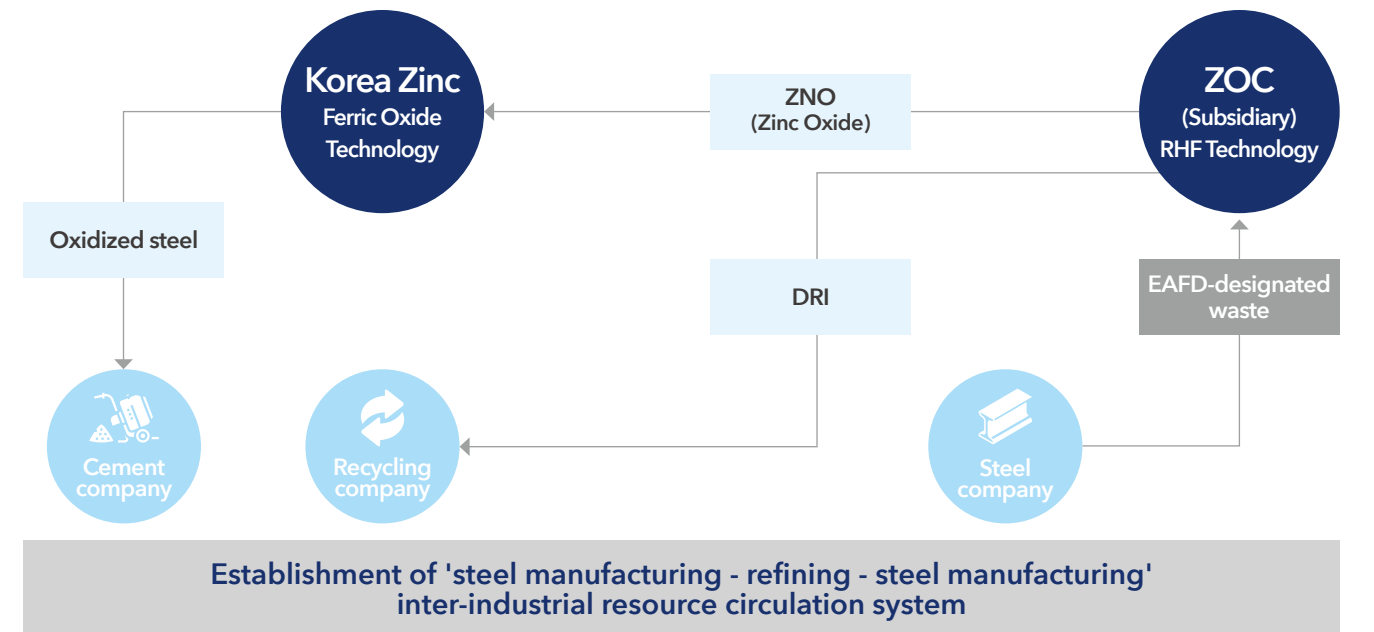 Korea Zinc
Ferric Oxide
Technology
ZNO
(Zinc Oxide)
ZOC
(Subsidiary)
RHF Technology
Oxidized steel
DRI
EAFD-designated
waste
Cement
company
Recycling
company
Steel
company
Establishment of 'steel manufacturing - refining - steel manufacturing'
inter-industrial resource circulation system